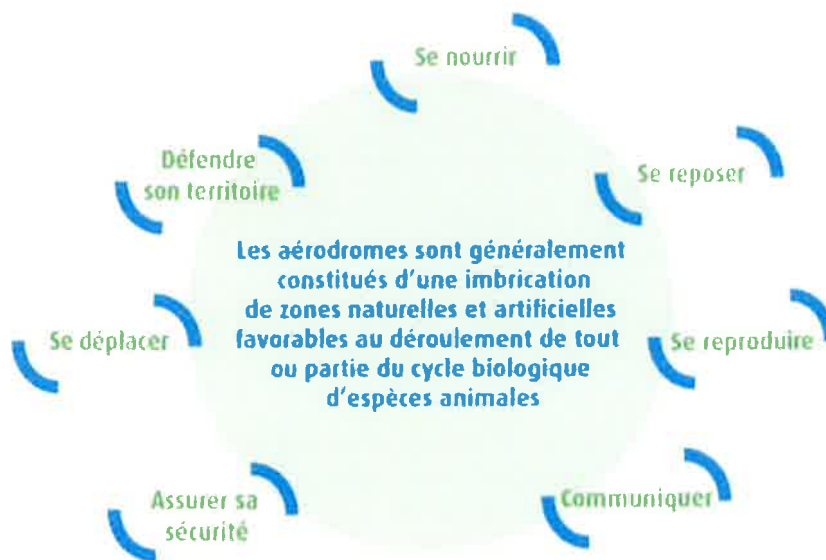 Se nourrir
Défendre
son territoire
Se reposer
Les aérodromes sont généralement
constitués d'une imbrication
de zones naturelles et artificielles
favorables au déroulement de tout
ou partie du cycle biologique
d'espèces animales
Se déplacer
Se reproduire
Assurer sa
sécurité
Communiquer